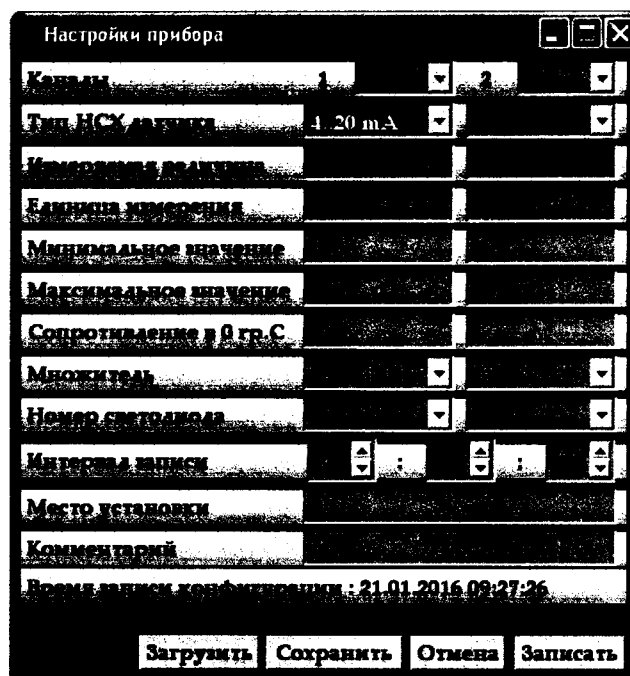 Настройки прибора
Каналы 1 2
Тип НСХ датчика 4..20 mA
Измеряемая величина
Единица измерения
Минимальное значение
Максимальное значение
Сопротивление в 0 гр.С
Множитель
Номер светодиода
Интервал записи : :
Место установки
Комментарий
Время записи конфигурации : 21.01.2016 09:27:26
Загрузить Сохранить Отмена Записать